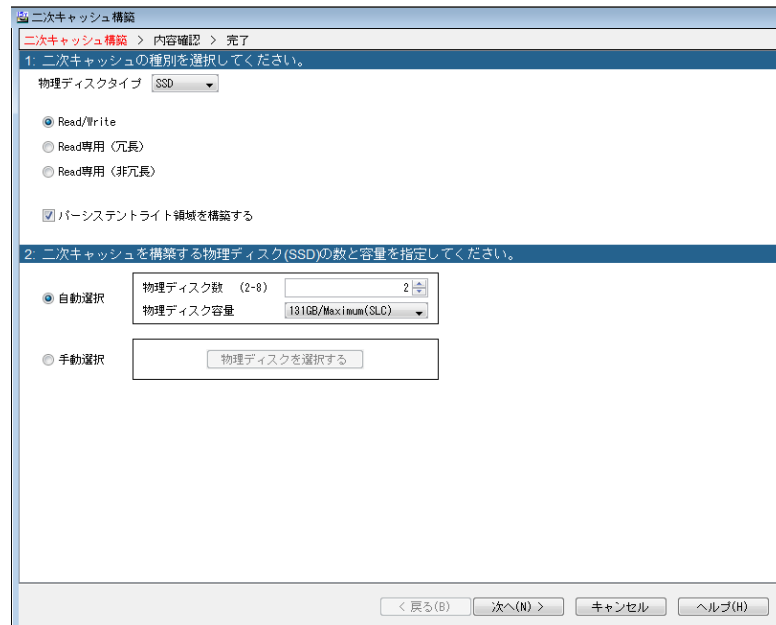 二次キャッシュ構築
二次キャッシュ構築 > 内容確認 > 完了
1: 二次キャッシュの種別を選択してください。
物理ディスクタイプ SSD
Read/Write
Read専用（冗長）
Read専用（非冗長）
パーシステントライト領域を構築する
2: 二次キャッシュを構築する物理ディスク(SSD)の数と容量を指定してください。
自動選択
物理ディスク数 (2-8) 2
物理ディスク容量 131GB/Maximum(SLC)
手動選択 物理ディスクを選択する
< 戻る(B) 次へ(N) > キャンセル ヘルプ(H)